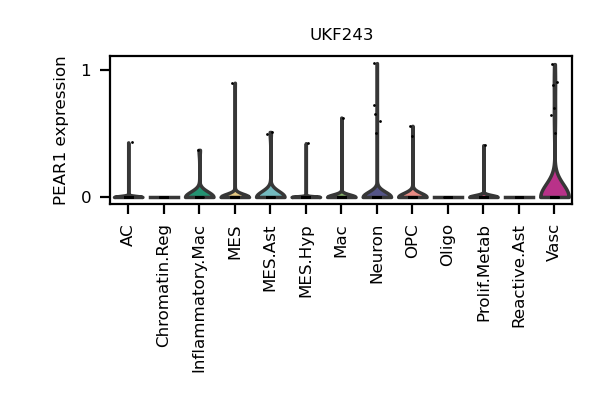 UKF243
PEAR1 expression
1
0
AC
Chromatin.Reg
Inflammatory.Mac
MES
MES.Ast
MES.Hyp
Mac
Neuron
OPC
Oligo
Prolif.Metab
Reactive.Ast
Vasc